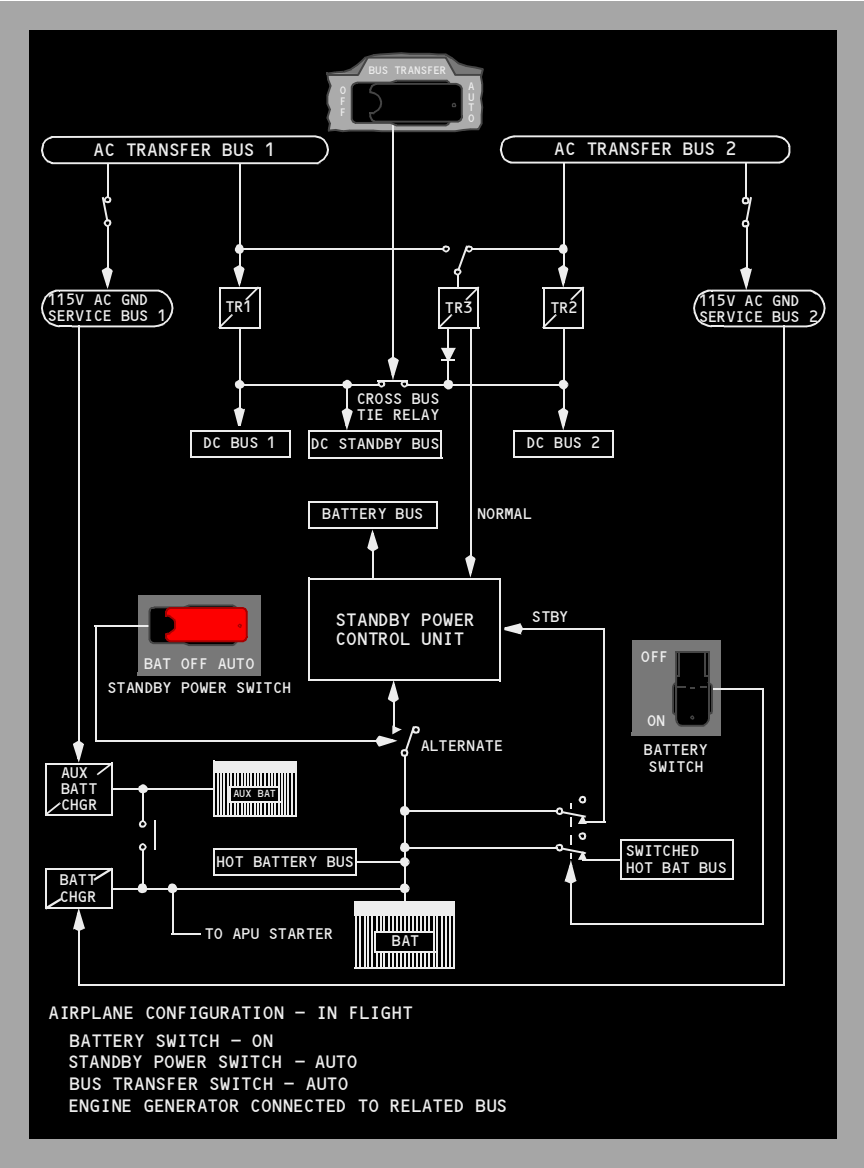 BUS TRANSFER
OFF
AUTO
AC TRANSFER BUS 1
AC TRANSFER BUS 2
115V AC GND
SERVICE BUS 1
TR1
TR3
TR2
115V AC GND
SERVICE BUS 2
CROSS BUS
TIE RELAY
DC BUS 1
DC STANDBY BUS
DC BUS 2
BATTERY BUS
NORMAL
STANDBY POWER
CONTROL UNIT
STBY
BAT OFF AUTO
STANDBY POWER SWITCH
OFF
ON
BATTERY
SWITCH
ALTERNATE
AUX
BATT
CHGR
AUX BAT
HOT BATTERY BUS
SWITCHED
HOT BAT BUS
BATT
CHGR
TO APU STARTER
BAT
AIRPLANE CONFIGURATION – IN FLIGHT
BATTERY SWITCH – ON
STANDBY POWER SWITCH – AUTO
BUS TRANSFER SWITCH – AUTO
ENGINE GENERATOR CONNECTED TO RELATED BUS